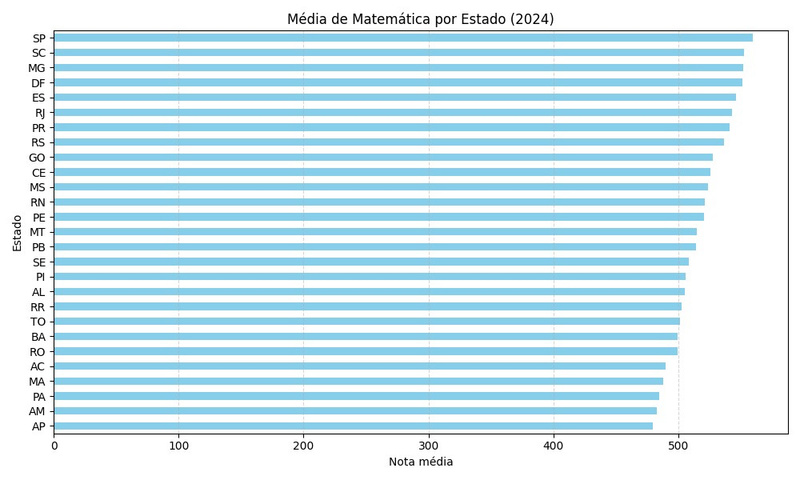 Média de Matemática por Estado (2024)
SP
SC
MG
DF
ES
RJ
PR
RS
GO
CE
MS
RN
PE
MT
PB
SE
PI
AL
RR
TO
BA
RO
AC
MA
PA
AM
AP
Estado
0 100 200 300 400 500
Nota média